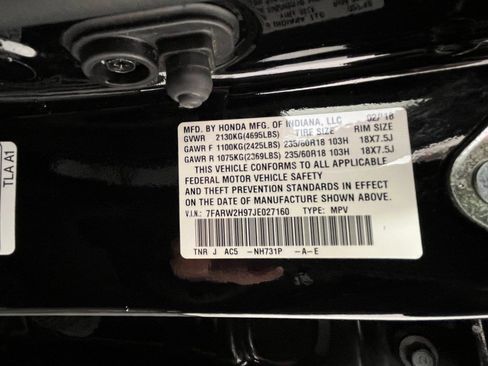 TLA A1
MFD. BY HONDA MFG. OF INDIANA, LLC 02/18
GVWR 2130KG(4695LBS) TIRE SIZE RIM SIZE
GAWR F 1100KG(2425LBS) 235/60R18 103H 18X7.5J
GAWR R 1075KG(2369LBS) 235/60R18 103H 18X7.5J
THIS VEHICLE CONFORMS TO ALL APPLICABLE
FEDERAL MOTOR VEHICLE SAFETY
AND THEFT PREVENTION STANDARDS IN EFFECT
ON THE DATE OF MANUFACTURE SHOWN ABOVE.
V.I.N.: 7FARW2H97JE027160 TYPE: MPV
TNR J AC5 -NH731P -A-E